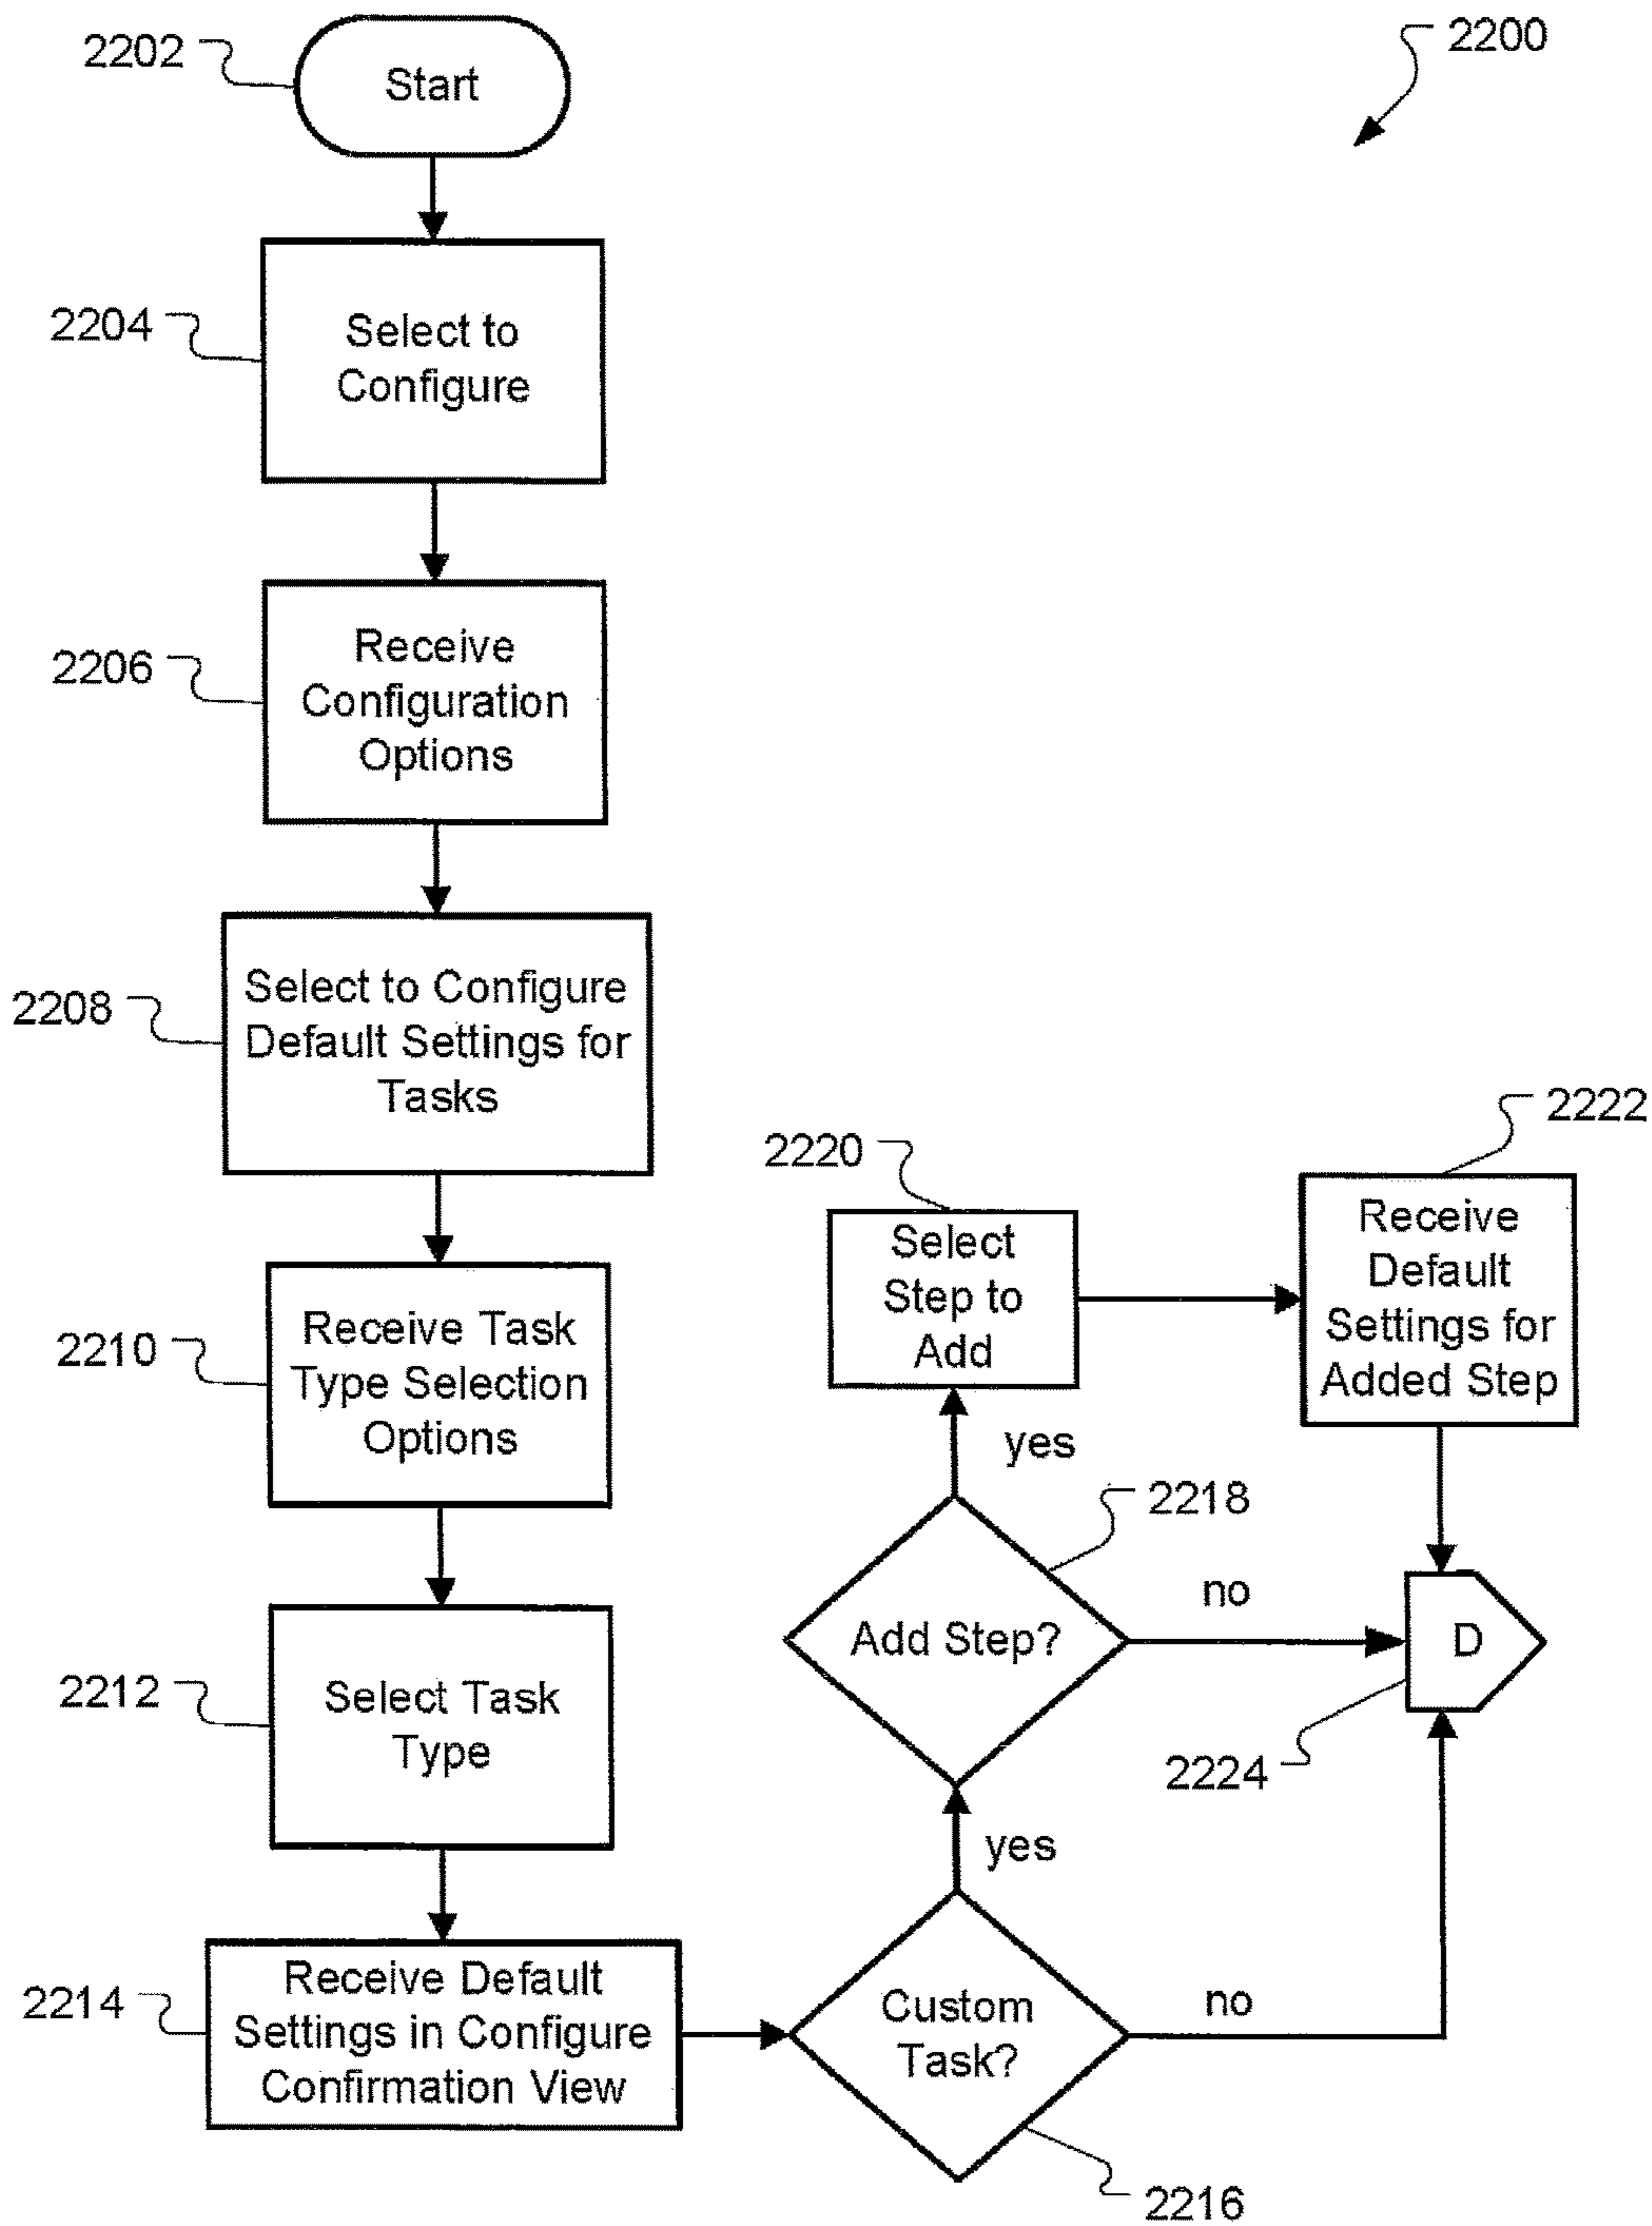 2202
Start
2200
2204
Select to
Configure
2206
Receive
Configuration
Options
2208
Select to Configure
Default Settings for
Tasks
2210
Receive Task
Type Selection
Options
2212
Select Task
Type
2214
Receive Default
Settings in Configure
Confirmation View
Custom
Task?
2216
no
yes
Add Step?
2218
no
yes
2220
Select
Step to
Add
2222
Receive
Default
Settings for
Added Step
D
2224